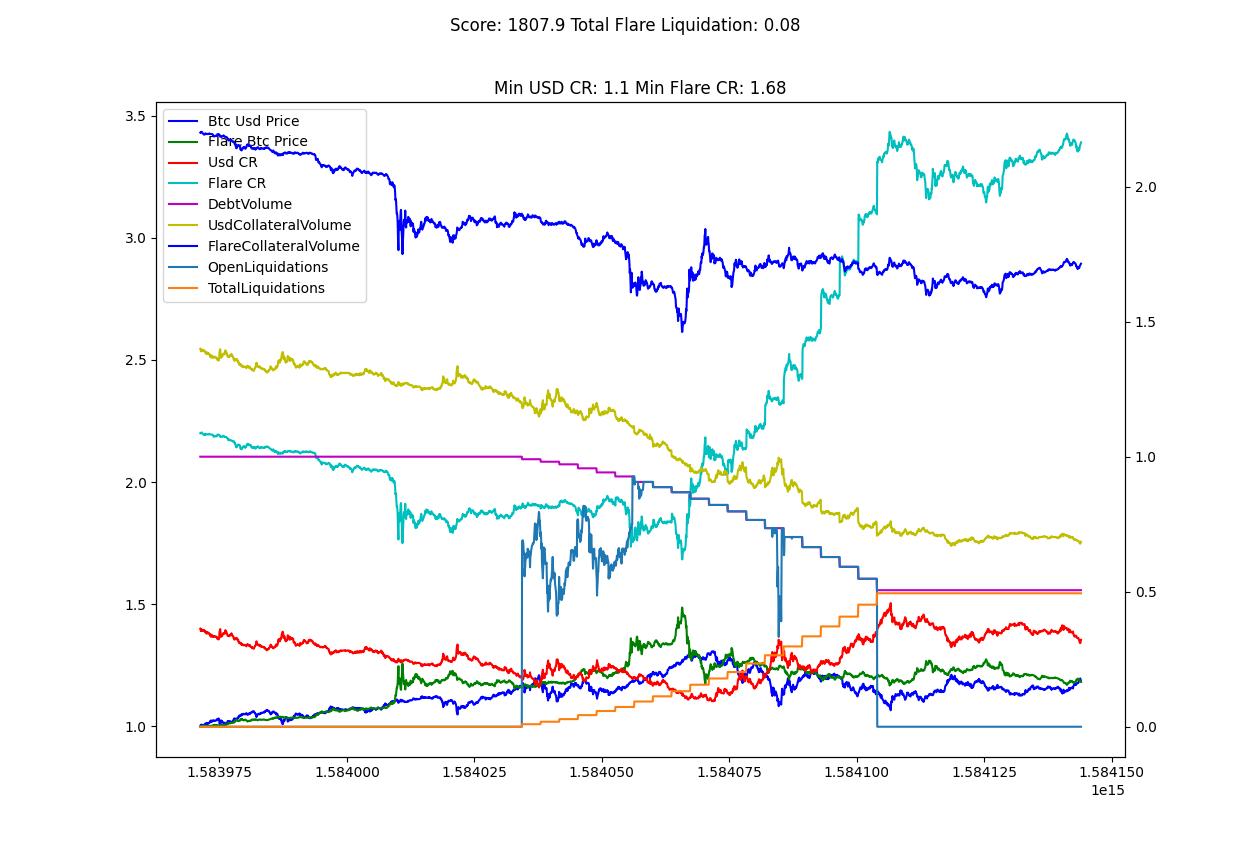 Score: 1807.9 Total Flare Liquidation: 0.08
Min USD CR: 1.1 Min Flare CR: 1.68
3.5
3.0
2.5
2.0
1.5
1.0
Btc Usd Price
Flare Btc Price
Usd CR
Flare CR
DebtVolume
UsdCollateralVolume
FlareCollateralVolume
OpenLiquidations
TotalLiquidations
2.0
1.5
1.0
0.5
0.0
1.583975 1.584000 1.584025 1.584050 1.584075 1.584100 1.584125 1.584150
1e15